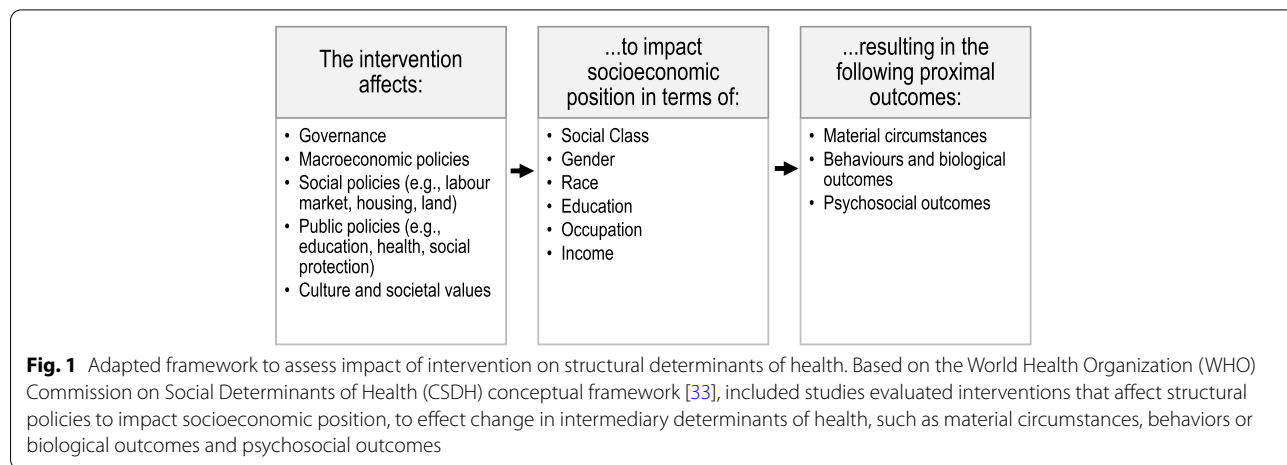 The intervention
affects:
• Governance
• Macroeconomic policies
• Social policies (e.g., labour
market, housing, land)
• Public policies (e.g.,
education, health, social
protection)
• Culture and societal values
...to impact
socioeconomic
position in terms of:
• Social Class
• Gender
• Race
• Education
• Occupation
• Income
...resulting in the
following proximal
outcomes:
• Material circumstances
• Behaviours and biological
outcomes
• Psychosocial outcomes
Fig. 1 Adapted framework to assess impact of intervention on structural determinants of health. Based on the World Health Organization (WHO)
Commission on Social Determinants of Health (CSDH) conceptual framework [33], included studies evaluated interventions that affect structural
policies to impact socioeconomic position, to effect change in intermediary determinants of health, such as material circumstances, behaviors or
biological outcomes and psychosocial outcomes